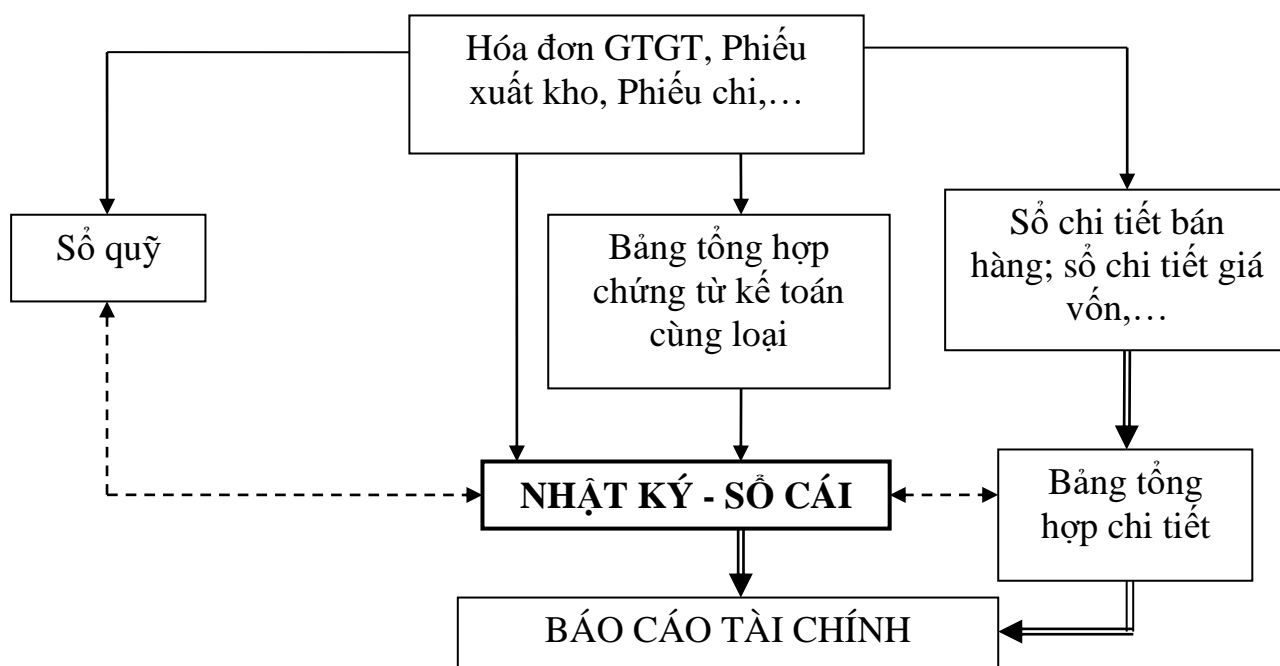 Hóa đơn GTGT, Phiếu
xuất kho, Phiếu chi,…
Sổ quỹ
Bảng tổng hợp
chứng từ kế toán
cùng loại
Sổ chi tiết bán
hàng; sổ chi tiết giá
vốn,…
NHẬT KÝ - SỔ CÁI
Bảng tổng
hợp chi tiết
BÁO CÁO TÀI CHÍNH